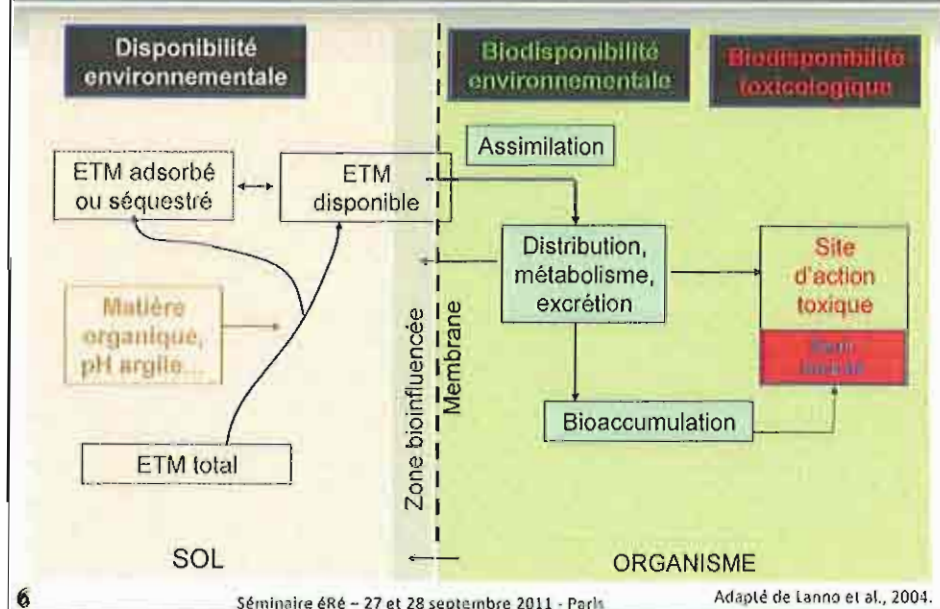 Disponibilité
environnementale
Biodisponibilité
environnementale
Biodisponibilité
toxicologique
Assimilation
ETM adsorbé
ou séquestré
ETM
disponible
Distribution,
métabolisme,
excrétion
Site
d'action
toxique
Matière
organique,
pH argile...
Zone bioinfluencée
Membrane
Bioaccumulation
ETM total
SOL
ORGANISME
6
Séminaire éRé – 27 et 28 septembre 2011 - Paris
Adapté de Lanno et al., 2004.